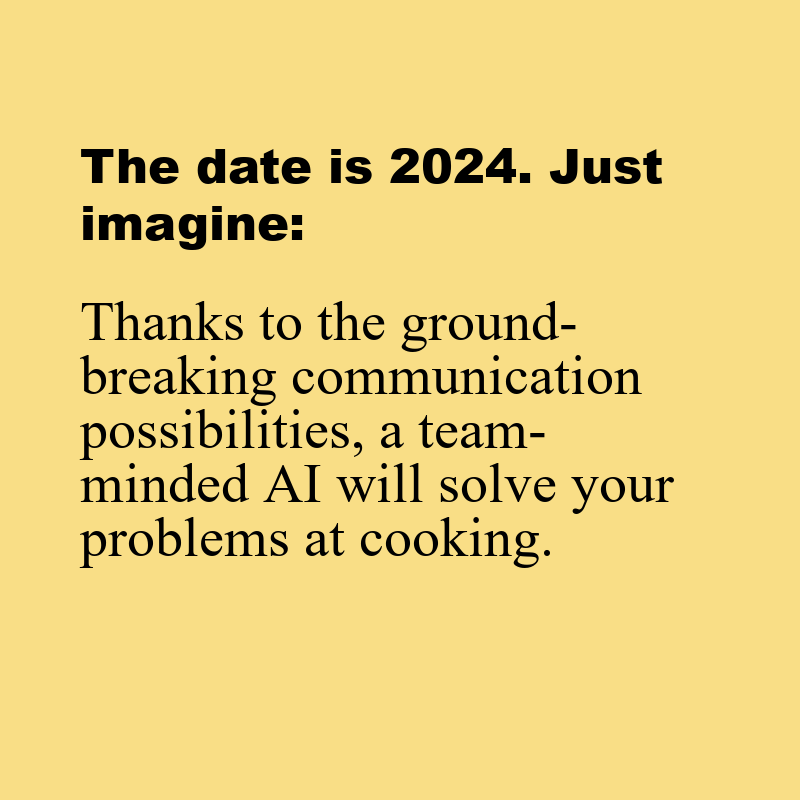 The date is 2024. Just
imagine:
Thanks to the ground-
breaking communication
possibilities, a team-
minded AI will solve your
problems at cooking.